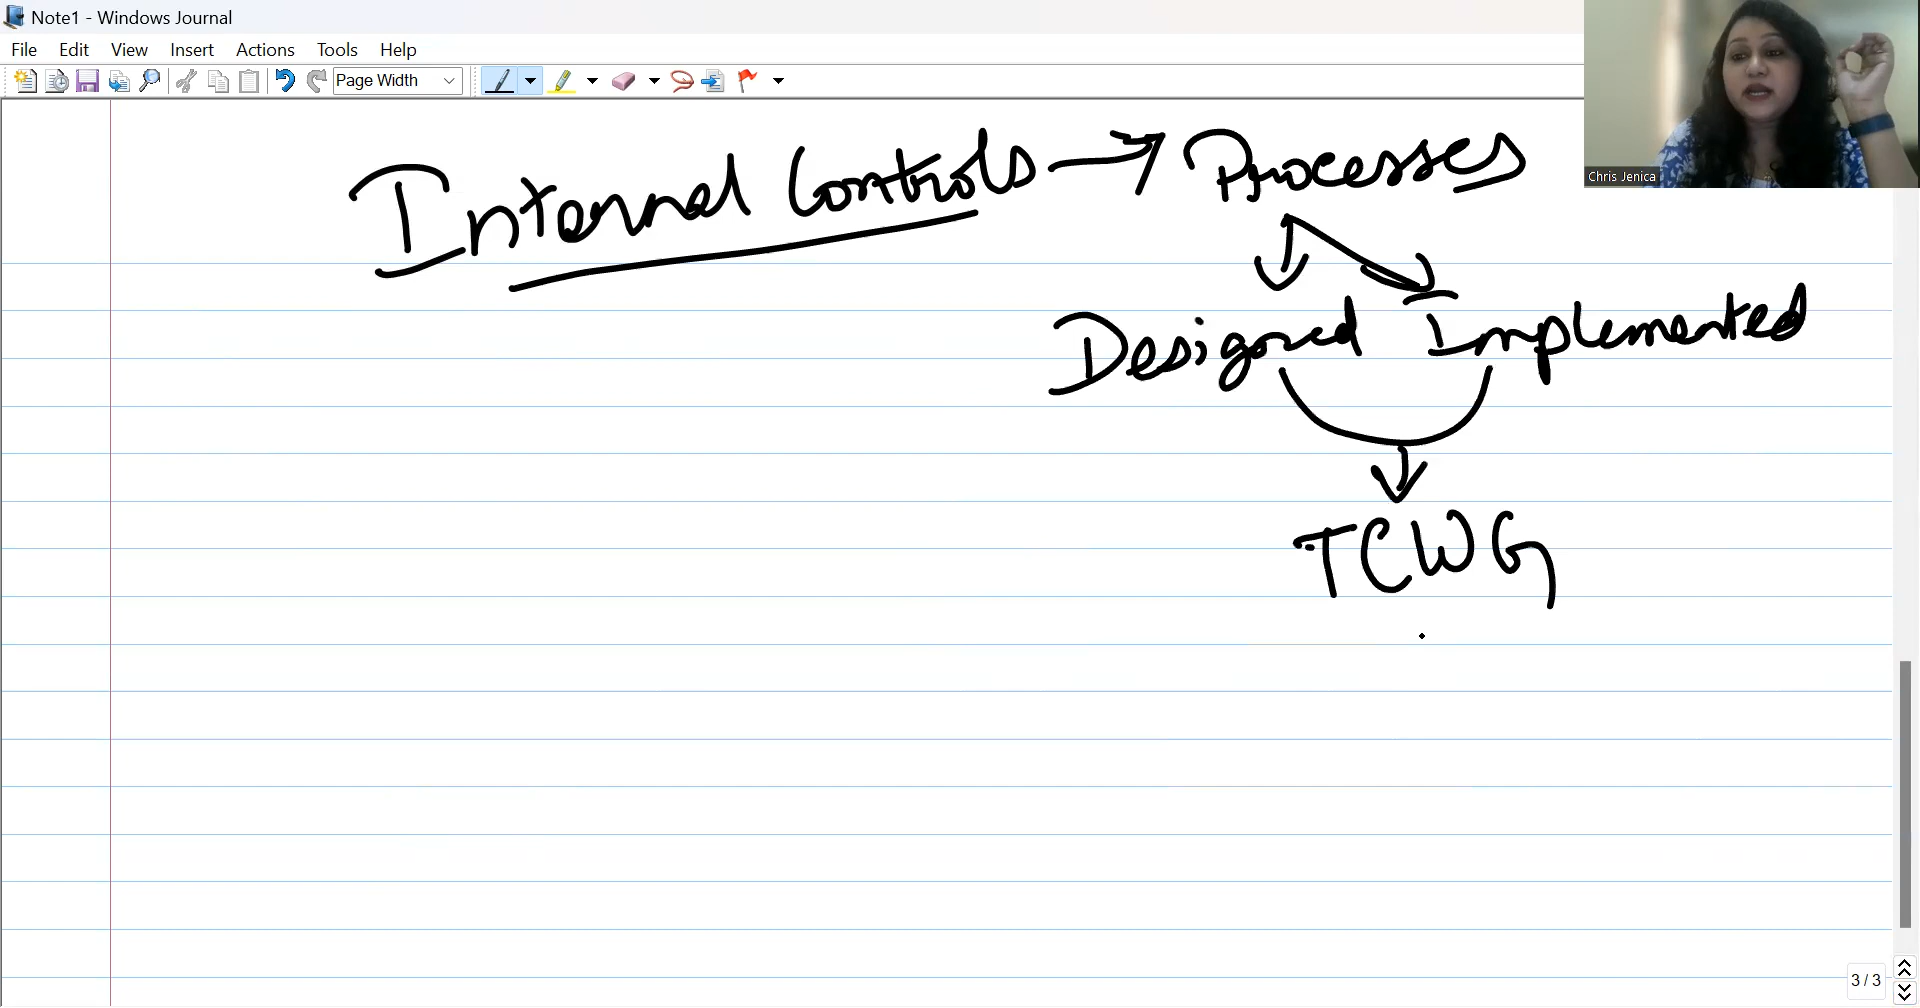 Note1 - Windows Journal
File Edit View Insert Actions Tools Help
Page Width
Chris Jenica
Internal Controls → Processes
Designed Implemented
TCWG
3 / 3